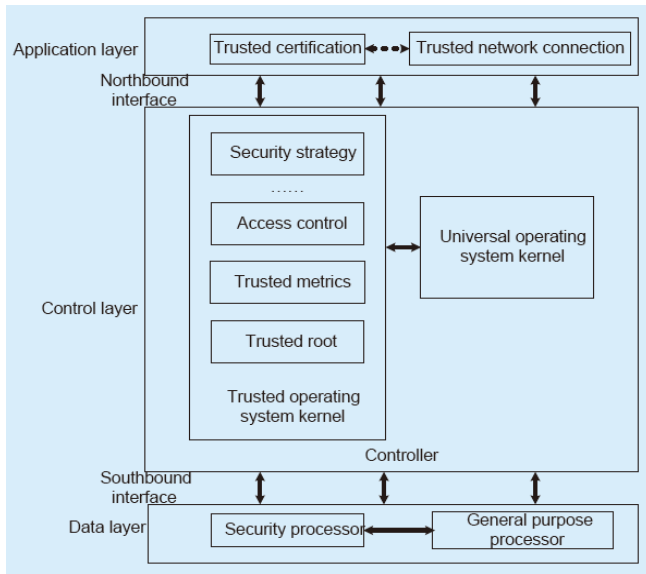 Application layer
Trusted certification
Trusted network connection
Northbound
interface
Security strategy
......
Access control
Universal operating
system kernel
Trusted metrics
Control layer
Trusted root
Trusted operating
system kernel
Controller
Southbound
interface
Data layer
Security processor
General purpose
processor